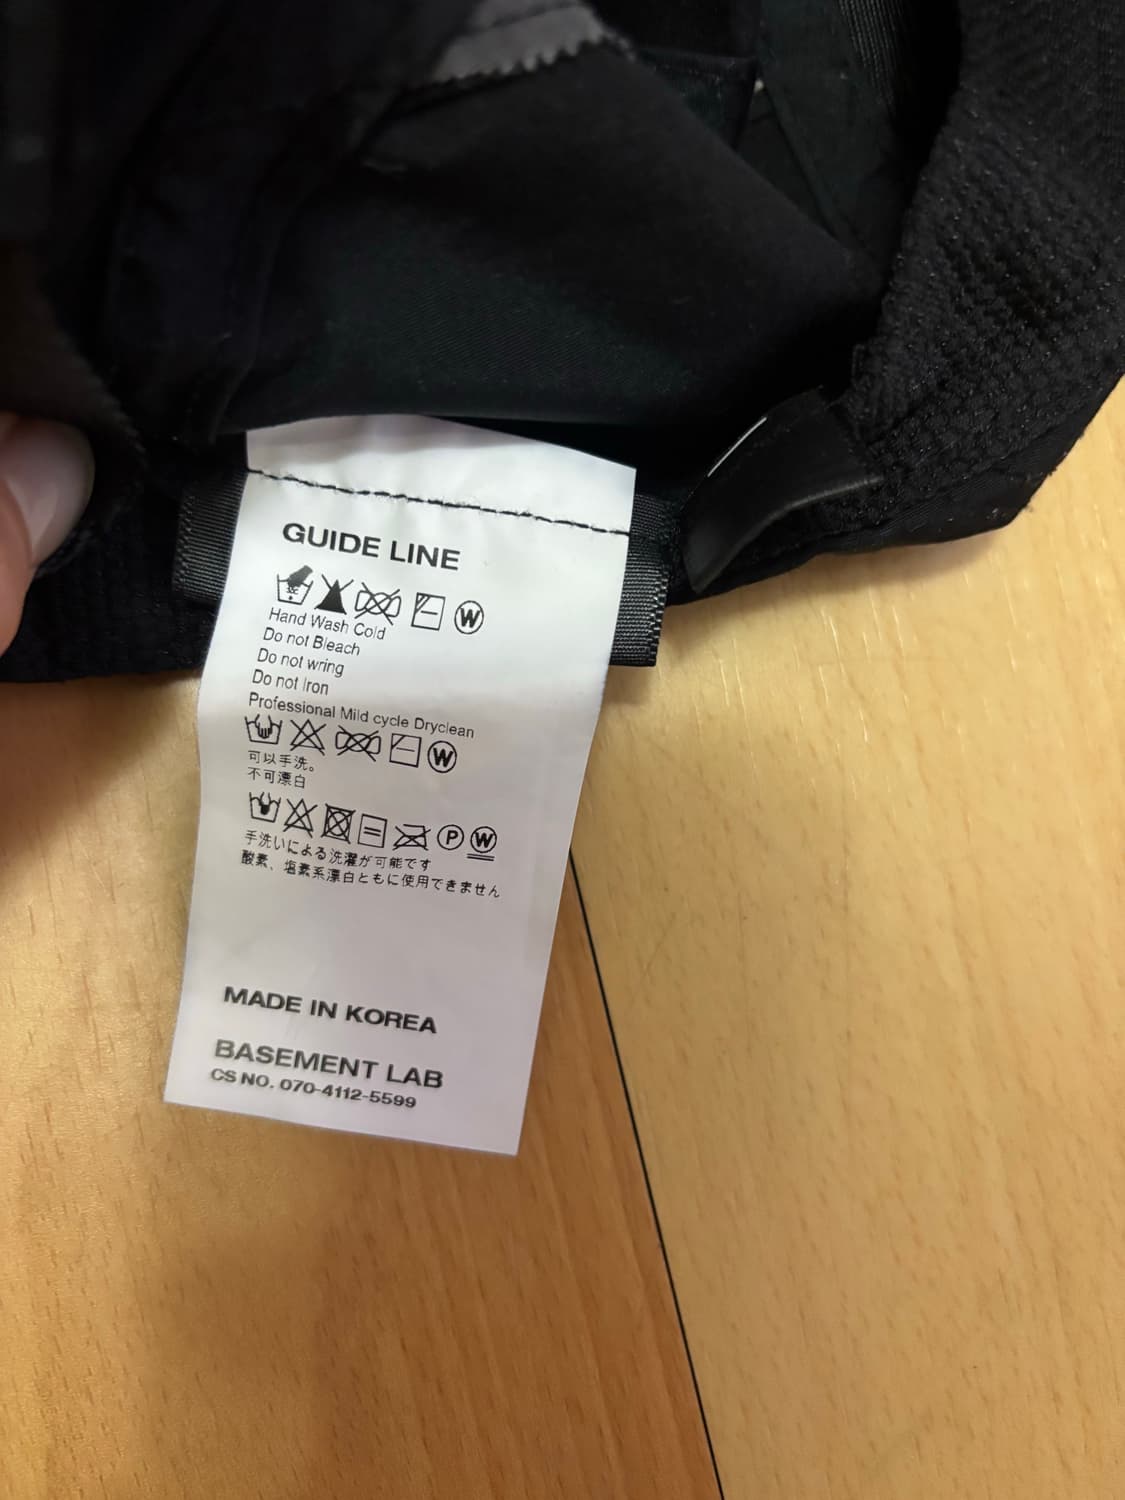 GUIDE LINE
W
Hand Wash Cold
Do not Bleach
Do not wring
Do not Iron
Professional Mild cycle Dryclean
W
可以手洗。
不可漂白
P W
手洗いによる洗濯が可能です
酸素、塩素系漂白ともに使用できません
MADE IN KOREA
BASEMENT LAB
CS NO. 070-4112-5599